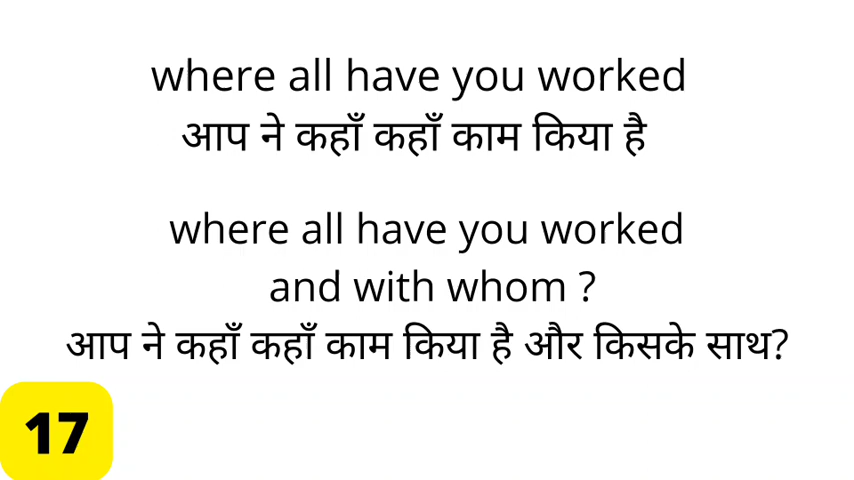 where all have you worked
आप ने कहाँ कहाँ काम किया है
where all have you worked
and with whom ?
आप ने कहाँ कहाँ काम किया है और किसके साथ?
17